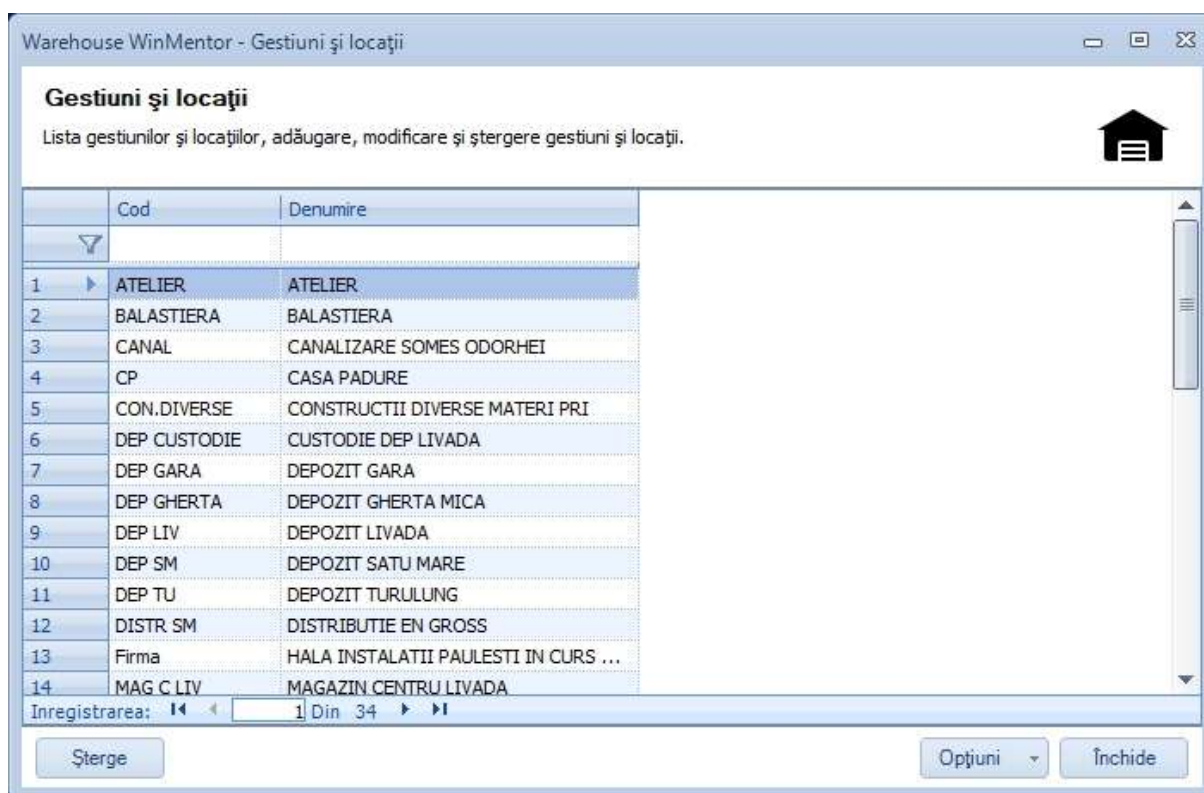 Warehouse WinMentor - Gestiuni şi locaţii
Gestiuni şi locaţii
Lista gestiunilor şi locaţiilor, adăugare, modificare şi ştergere gestiuni şi locaţii.
Cod Denumire
1 ATELIER ATELIER
2 BALASTIERA BALASTIERA
3 CANAL CANALIZARE SOMES ODORHEI
4 CP CASA PADURE
5 CON.DIVERSE CONSTRUCTII DIVERSE MATERI PRI
6 DEP CUSTODIE CUSTODIE DEP LIVADA
7 DEP GARA DEPOZIT GARA
8 DEP GHERTA DEPOZIT GHERTA MICA
9 DEP LIV DEPOZIT LIVADA
10 DEP SM DEPOZIT SATU MARE
11 DEP TU DEPOZIT TURULUNG
12 DISTR SM DISTRIBUTIE EN GROSS
13 Firma HALA INSTALATII PAULESTI IN CURS ...
14 MAG C LIV MAGAZIN CENTRU LIVADA
Inregistrarea: 1 Din 34
Şterge Opţiuni Închide